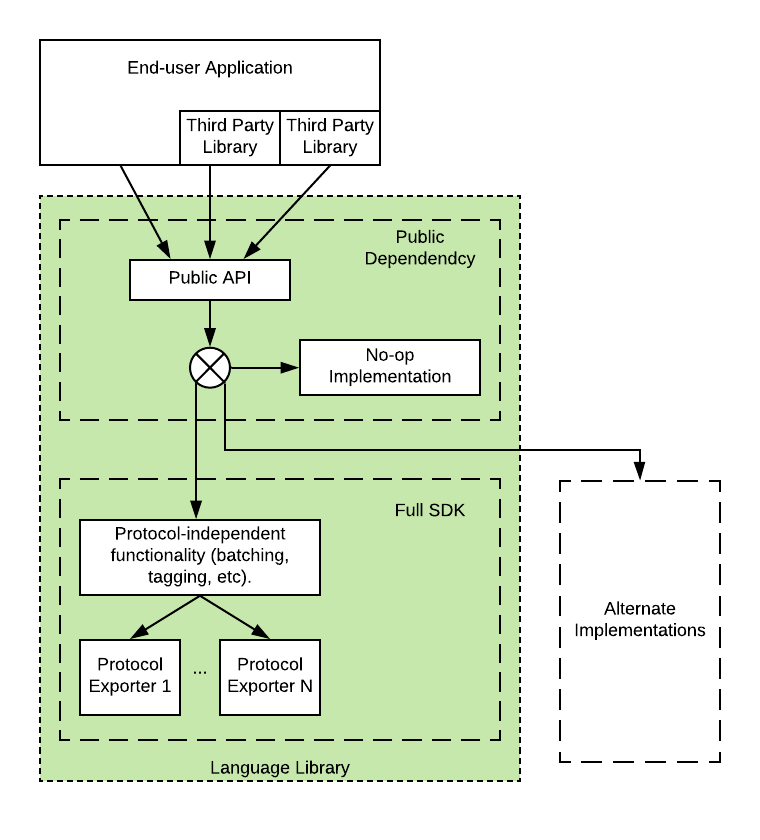 End-user Application
Third Party
Library
Third Party
Library
Public
Dependendcy
Public API
No-op
Implementation
Full SDK
Protocol-independent
functionality (batching,
tagging, etc).
Alternate
Implementations
Protocol
Exporter 1
...
Protocol
Exporter N
Language Library